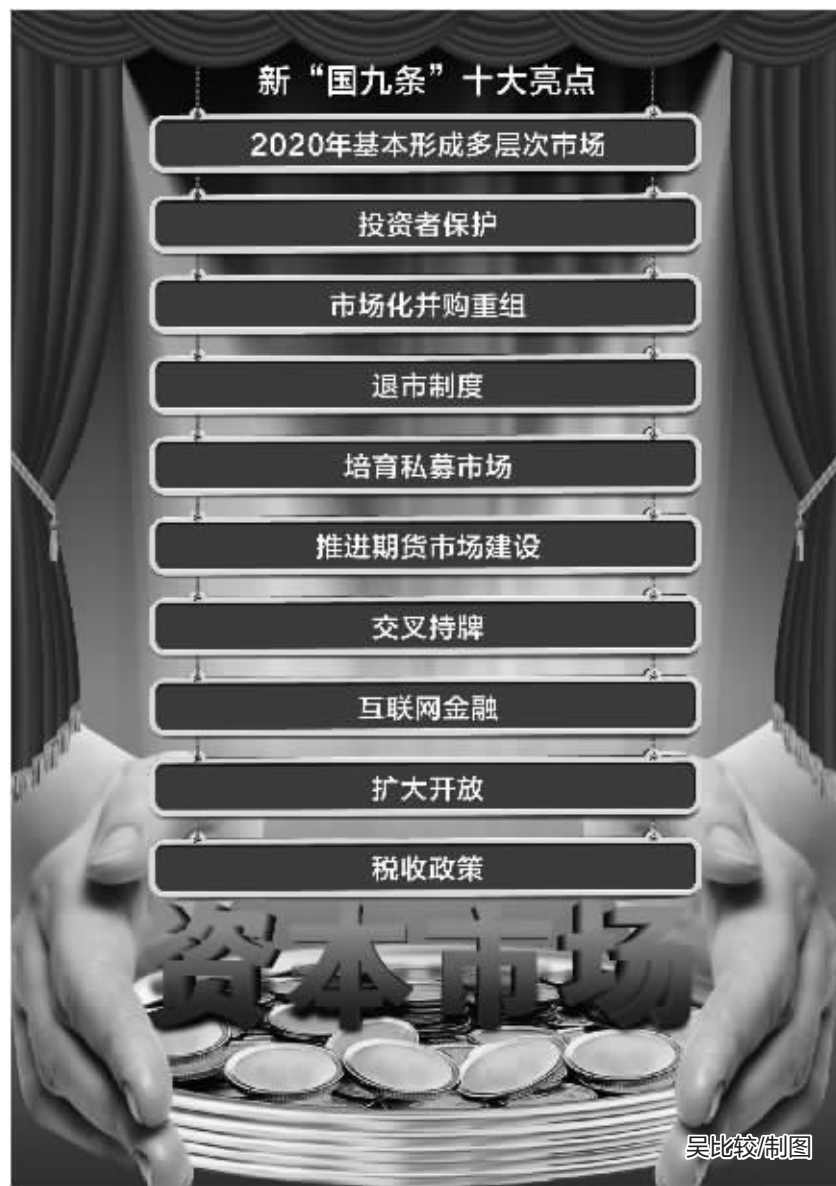 新“国九条”十大亮点
2020年基本形成多层次市场
投资者保护
市场化并购重组
退市制度
培育私募市场
推进期货市场建设
交叉持牌
互联网金融
扩大开放
税收政策
资本市场
吴比较/制图